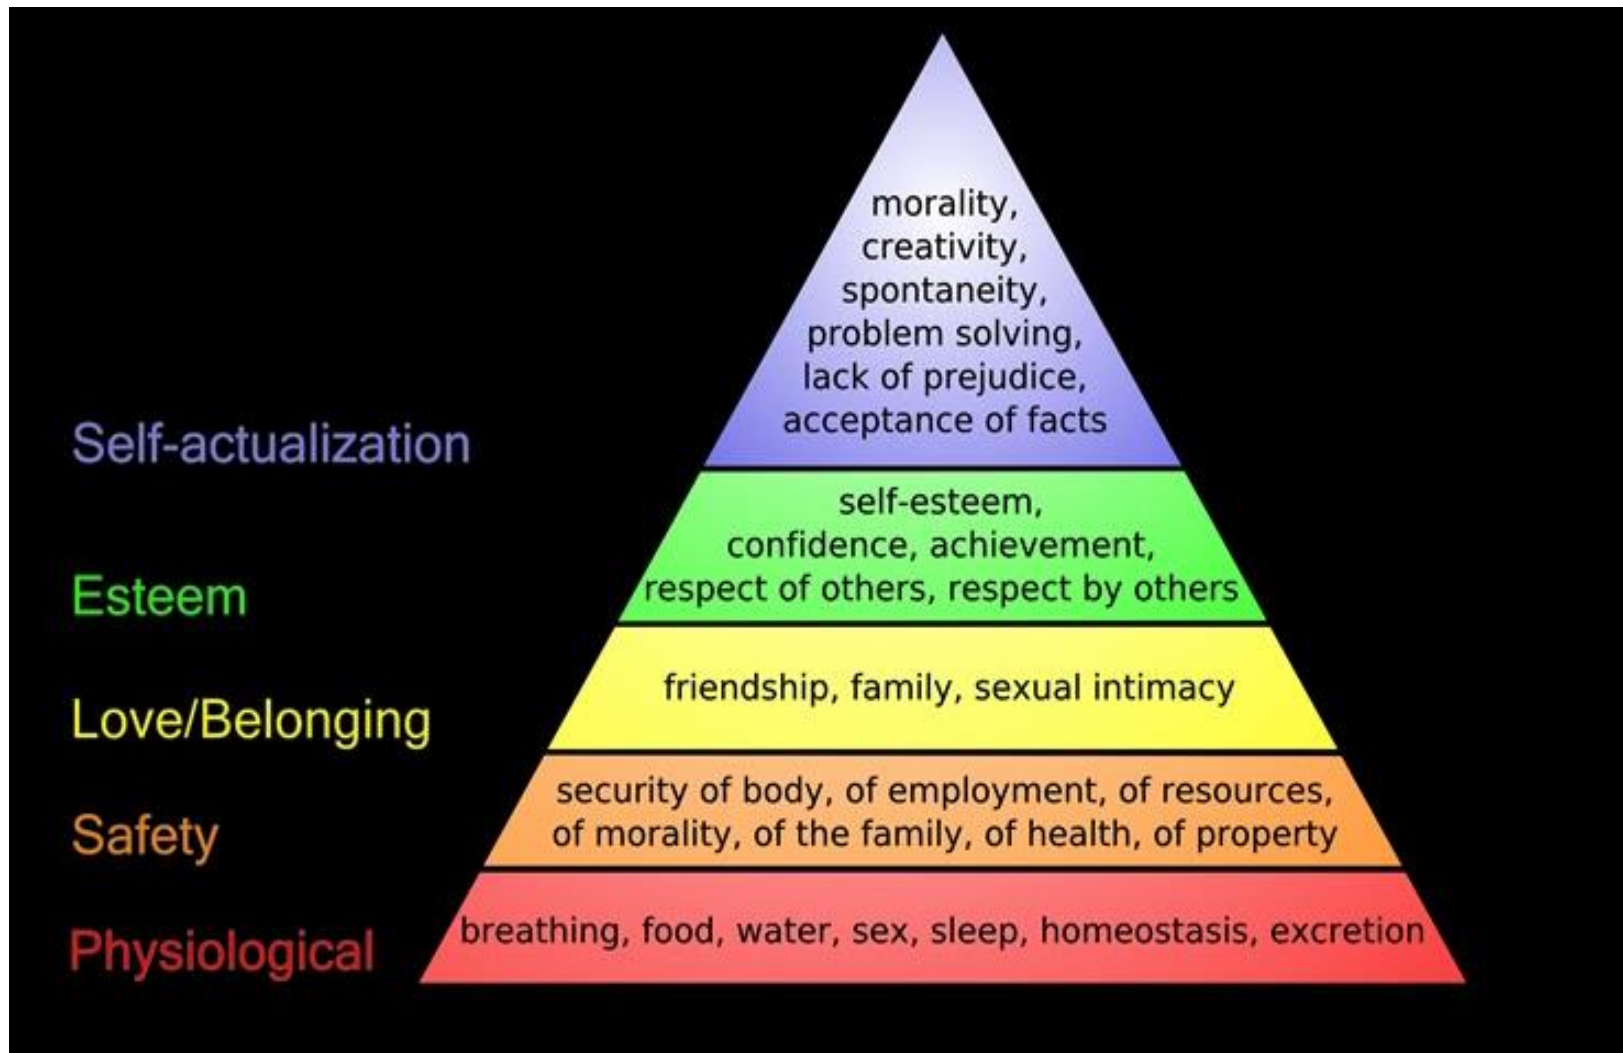 morality,
creativity,
spontaneity,
problem solving,
lack of prejudice,
acceptance of facts
Self-actualization
self-esteem,
confidence, achievement,
respect of others, respect by others
Esteem
friendship, family, sexual intimacy
Love/Belonging
security of body, of employment, of resources,
of morality, of the family, of health, of property
Safety
breathing, food, water, sex, sleep, homeostasis, excretion
Physiological